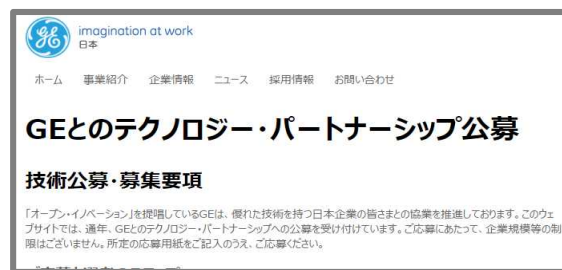 imagination at work
日本
ホーム 事業紹介 企業情報 ニュース 採用情報 お問い合わせ
GEとのテクノロジー・パートナーシップ公募
技術公募・募集要項
「オープン・イノベーション」を提唱しているGEは、優れた技術を持つ日本企業の皆さまとの協業を推進しております。このウェ
ブサイトでは、通年、GEとのテクノロジー・パートナーシップへの公募を受け付けています。ご応募にあたって、企業規模等の制
限はございません。所定の応募用紙をご記入のうえ、ご応募ください。